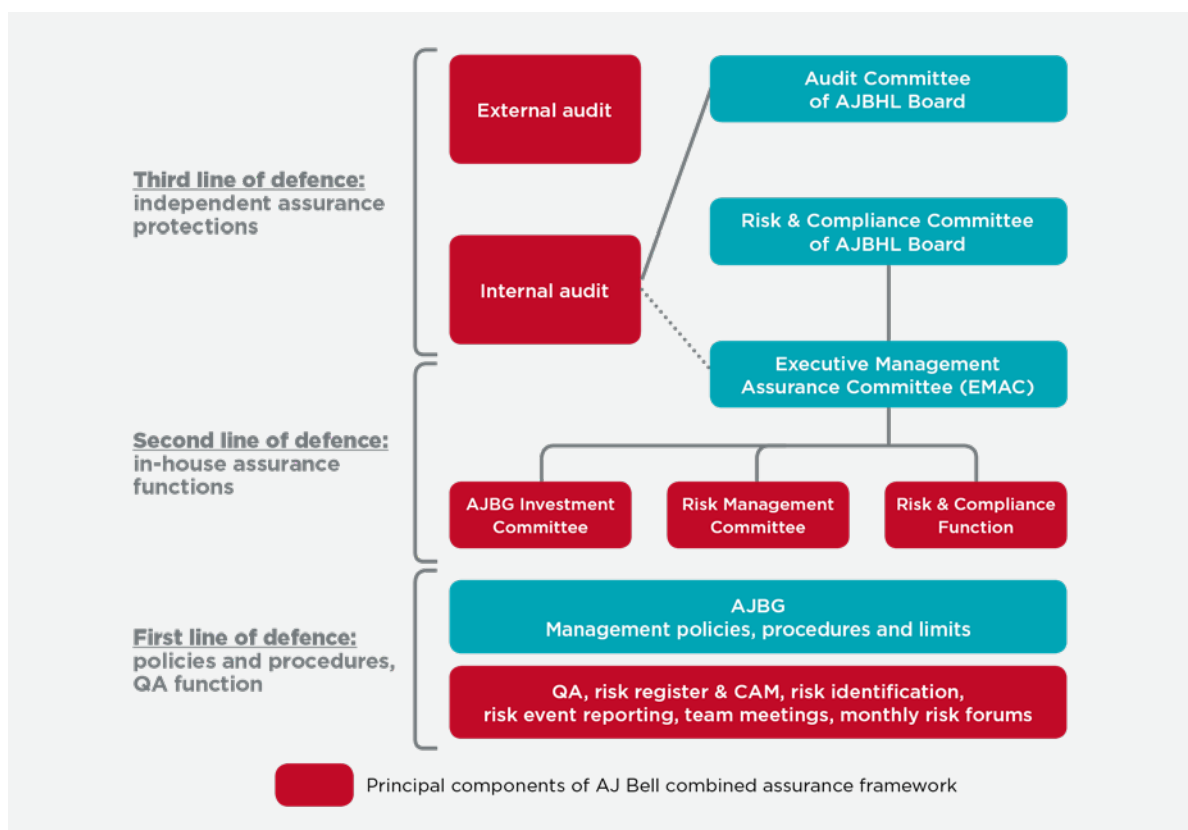 External audit
Audit Committee
of AJBHL Board
Third line of defence:
independent assurance
protections
Risk & Compliance Committee
of AJBHL Board
Internal audit
Executive Management
Assurance Committee (EMAC)
Second line of defence:
in-house assurance
functions
AJBG Investment
Committee
Risk Management
Committee
Risk & Compliance
Function
First line of defence:
policies and procedures,
QA function
AJBG
Management policies, procedures and limits
QA, risk register & CAM, risk identification,
risk event reporting, team meetings, monthly risk forums
Principal components of AJ Bell combined assurance framework